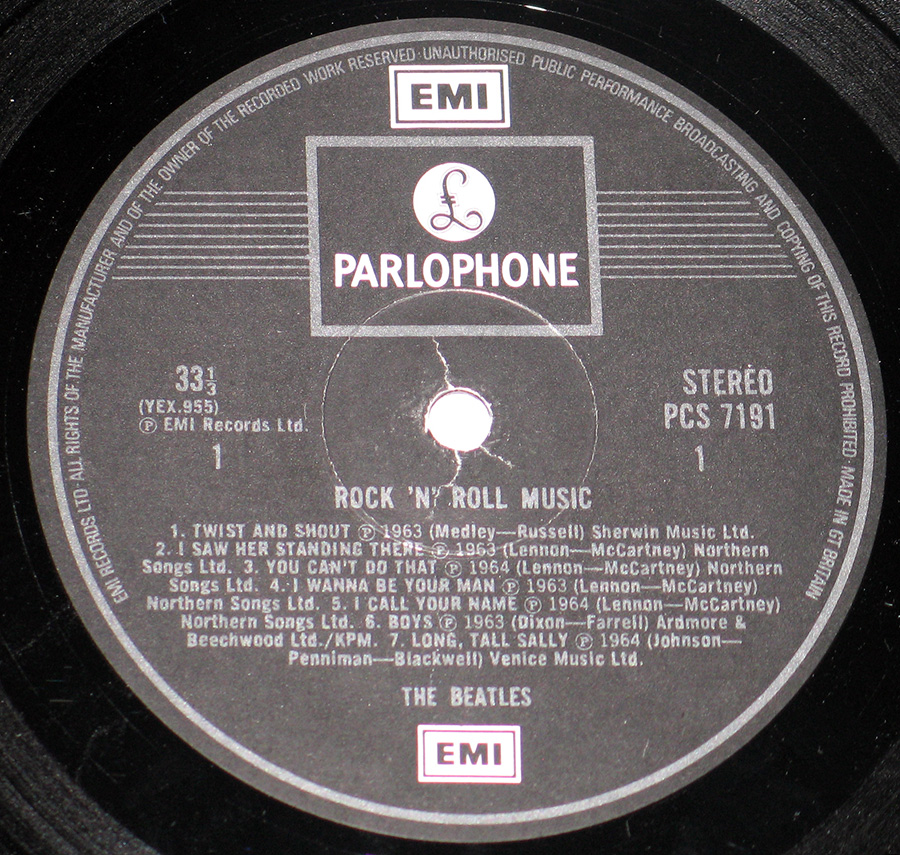 EMI RECORDS LTD · ALL RIGHTS OF THE MANUFACTURER AND OF THE OWNER OF THE RECORDED WORK RESERVED · UNAUTHORISED PUBLIC PERFORMANCE BROADCASTING AND COPYING OF THIS RECORD PROHIBITED · MADE IN GT BRITAIN
EMI
£
PARLOPHONE
33⅓
(YEX.955)
Ⓟ EMI Records Ltd.
1
STEREO
PCS 7191
1
ROCK 'N' ROLL MUSIC
1. TWIST AND SHOUT Ⓟ 1963 (Medley—Russell) Sherwin Music Ltd.
2. I SAW HER STANDING THERE Ⓟ 1963 (Lennon—McCartney) Northern
Songs Ltd. 3. YOU CAN'T DO THAT Ⓟ 1964 (Lennon—McCartney) Northern
Songs Ltd. 4. I WANNA BE YOUR MAN Ⓟ 1963 (Lennon—McCartney)
Northern Songs Ltd. 5. I CALL YOUR NAME Ⓟ 1964 (Lennon—McCartney)
Northern Songs Ltd. 6. BOYS Ⓟ 1963 (Dixon—Farrell) Ardmore &
Beechwood Ltd./KPM. 7. LONG, TALL SALLY Ⓟ 1964 (Johnson—
Penniman—Blackwell) Venice Music Ltd.
THE BEATLES
EMI